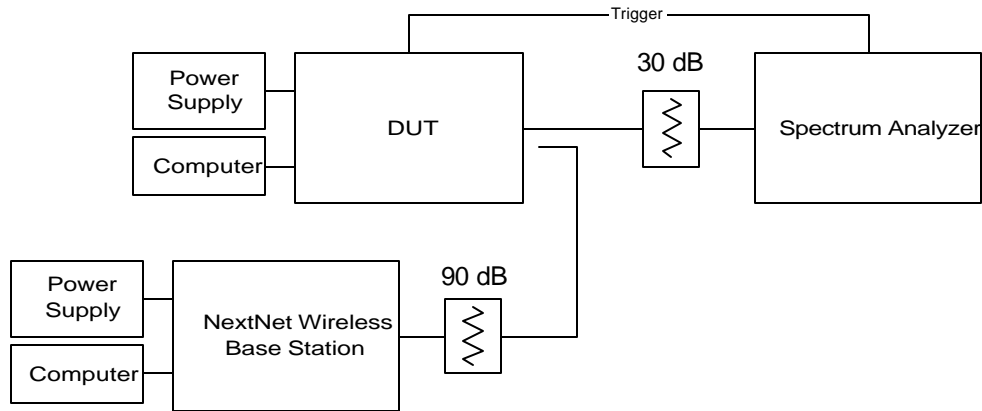 Trigger
30 dB
Power
Supply
DUT
Spectrum Analyzer
Computer
90 dB
Power
Supply
NextNet Wireless
Base Station
Computer